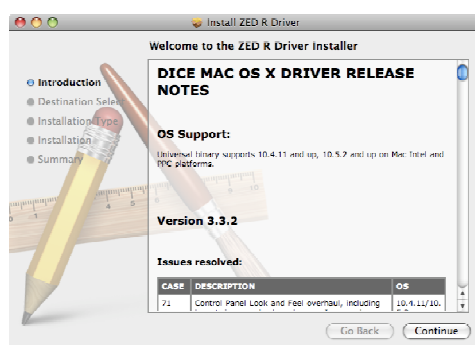 Install ZED R Driver
Welcome to the ZED R Driver Installer
Introduction
Destination Select
Installation Type
Installation
Summary
DICE MAC OS X DRIVER RELEASE
NOTES
OS Support:
Universal binary supports 10.4.11 and up, 10.5.2 and up on Mac Intel and
PPC platforms.
Version 3.3.2
Issues resolved:
CASE DESCRIPTION OS
71 Control Panel Look and Feel overhaul, including 10.4.11/10.
Go Back Continue